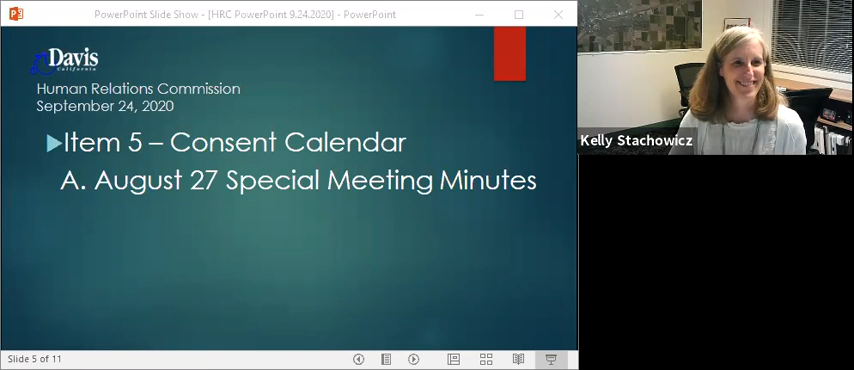 PowerPoint Slide Show - [HRC PowerPoint 9.24.2020] - PowerPoint
Davis
California
Human Relations Commission
September 24, 2020
Item 5 – Consent Calendar
A. August 27 Special Meeting Minutes
Slide 5 of 11
Kelly Stachowicz